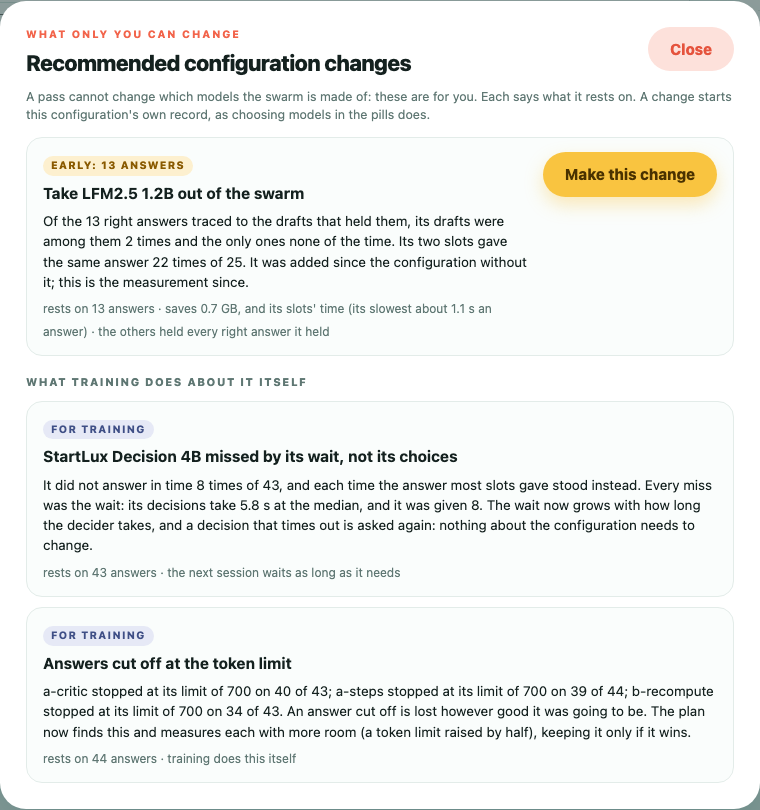 WHAT ONLY YOU CAN CHANGE
Close
Recommended configuration changes
A pass cannot change which models the swarm is made of: these are for you. Each says what it rests on. A change starts
this configuration's own record, as choosing models in the pills does.
EARLY: 13 ANSWERS
Make this change
Take LFM2.5 1.2B out of the swarm
Of the 13 right answers traced to the drafts that held them, its drafts were
among them 2 times and the only ones none of the time. Its two slots gave
the same answer 22 times of 25. It was added since the configuration without
it; this is the measurement since.
rests on 13 answers · saves 0.7 GB, and its slots' time (its slowest about 1.1 s an
answer) · the others held every right answer it held
WHAT TRAINING DOES ABOUT IT ITSELF
FOR TRAINING
StartLux Decision 4B missed by its wait, not its choices
It did not answer in time 8 times of 43, and each time the answer most slots gave stood instead. Every miss
was the wait: its decisions take 5.8 s at the median, and it was given 8. The wait now grows with how long
the decider takes, and a decision that times out is asked again: nothing about the configuration needs to
change.
rests on 43 answers · the next session waits as long as it needs
FOR TRAINING
Answers cut off at the token limit
a-critic stopped at its limit of 700 on 40 of 43; a-steps stopped at its limit of 700 on 39 of 44; b-recompute
stopped at its limit of 700 on 34 of 43. An answer cut off is lost however good it was going to be. The plan
now finds this and measures each with more room (a token limit raised by half), keeping it only if it wins.
rests on 44 answers · training does this itself